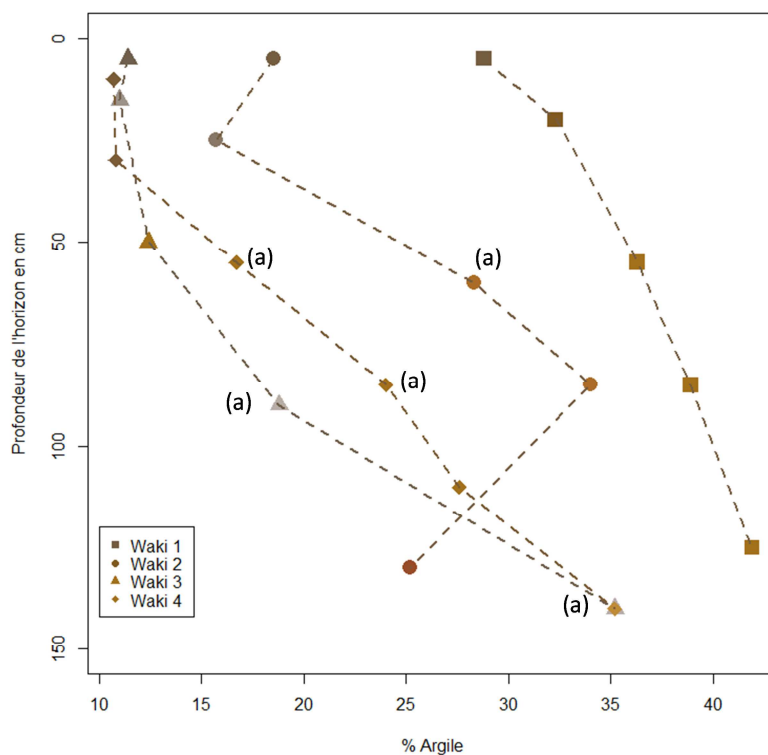 0
50
100
150
Profondeur de l'horizon en cm
(a)
(a)
(a)
(a)
(a)
Waki 1
Waki 2
Waki 3
Waki 4
10 15 20 25 30 35 40
% Argile